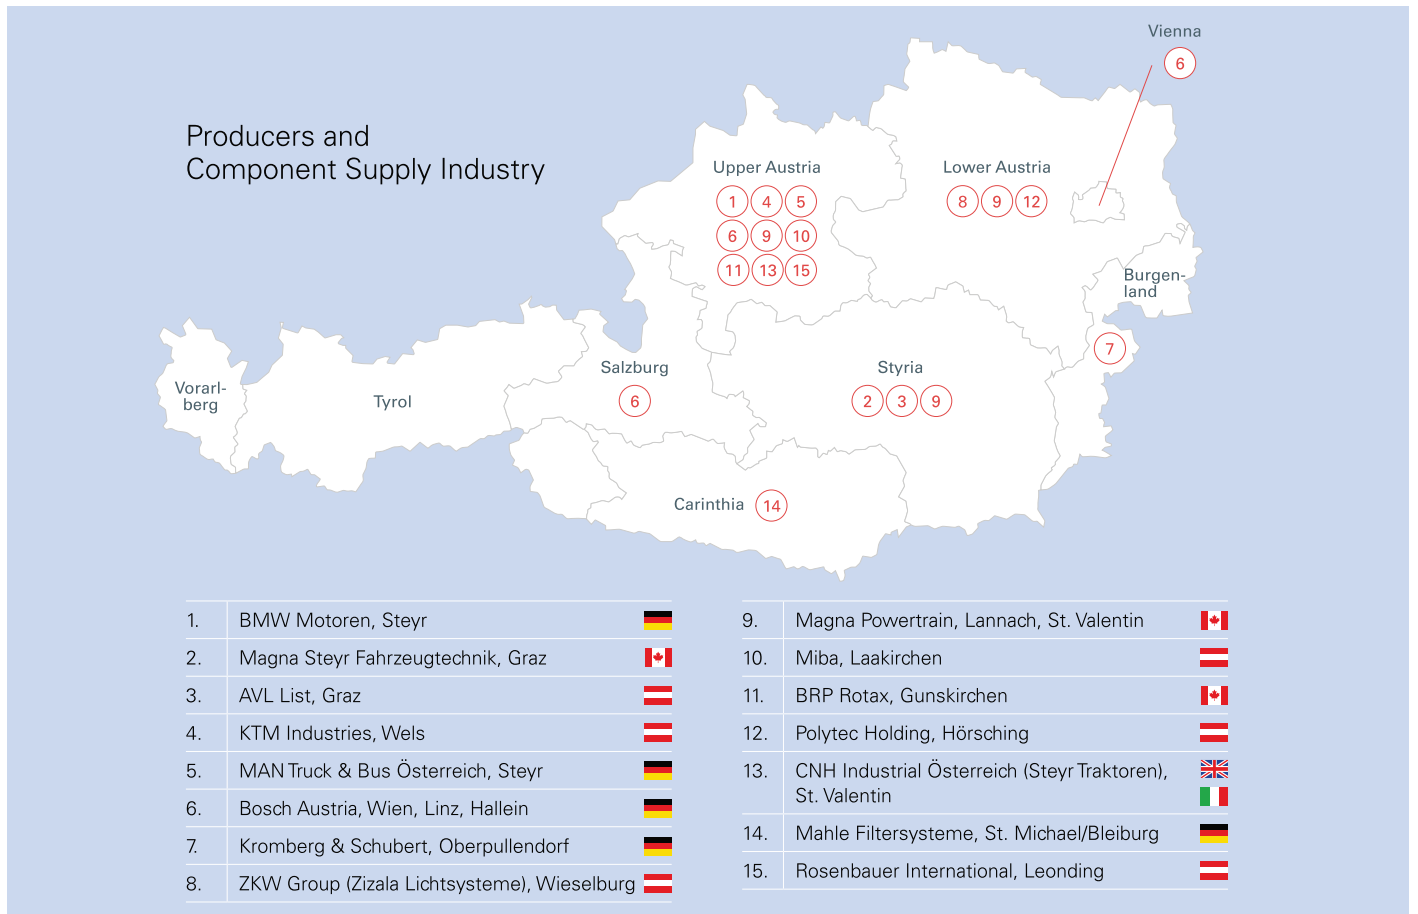 Vienna
6
Producers and
Component Supply Industry
Upper Austria
1 4 5
6 9 10
11 13 15
Lower Austria
8 9 12
Burgen-
land
7
Salzburg
6
Styria
2 3 9
Vorarl-
berg
Tyrol
Carinthia 14
1. BMW Motoren, Steyr
2. Magna Steyr Fahrzeugtechnik, Graz
3. AVL List, Graz
4. KTM Industries, Wels
5. MAN Truck & Bus Österreich, Steyr
6. Bosch Austria, Wien, Linz, Hallein
7. Kromberg & Schubert, Oberpullendorf
8. ZKW Group (Zizala Lichtsysteme), Wieselburg
9. Magna Powertrain, Lannach, St. Valentin
10. Miba, Laakirchen
11. BRP Rotax, Gunskirchen
12. Polytec Holding, Hörsching
13. CNH Industrial Österreich (Steyr Traktoren),
St. Valentin
14. Mahle Filtersysteme, St. Michael/Bleiburg
15. Rosenbauer International, Leonding